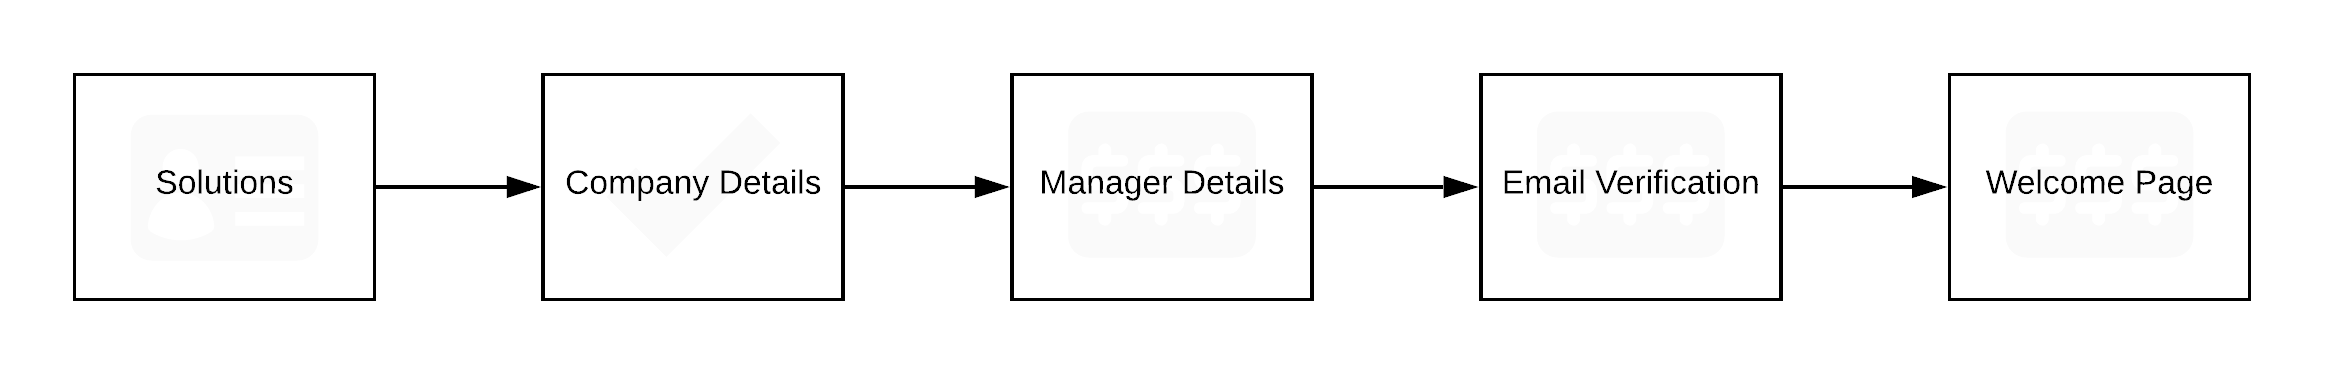 Solutions
Company Details
Manager Details
Email Verification
Welcome Page